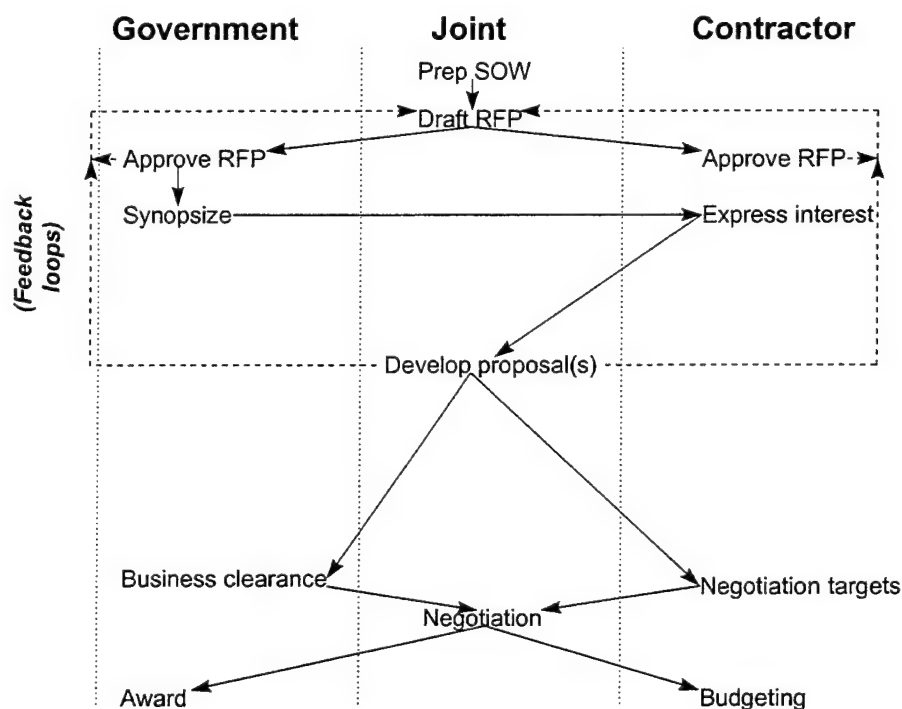 Government Joint Contractor
Prep SOW
Draft RFP
Approve RFP Approve RFP
Synopsize Express interest
(Feedback
loops)
Develop proposal(s)
Business clearance Negotiation targets
Negotiation
Award Budgeting